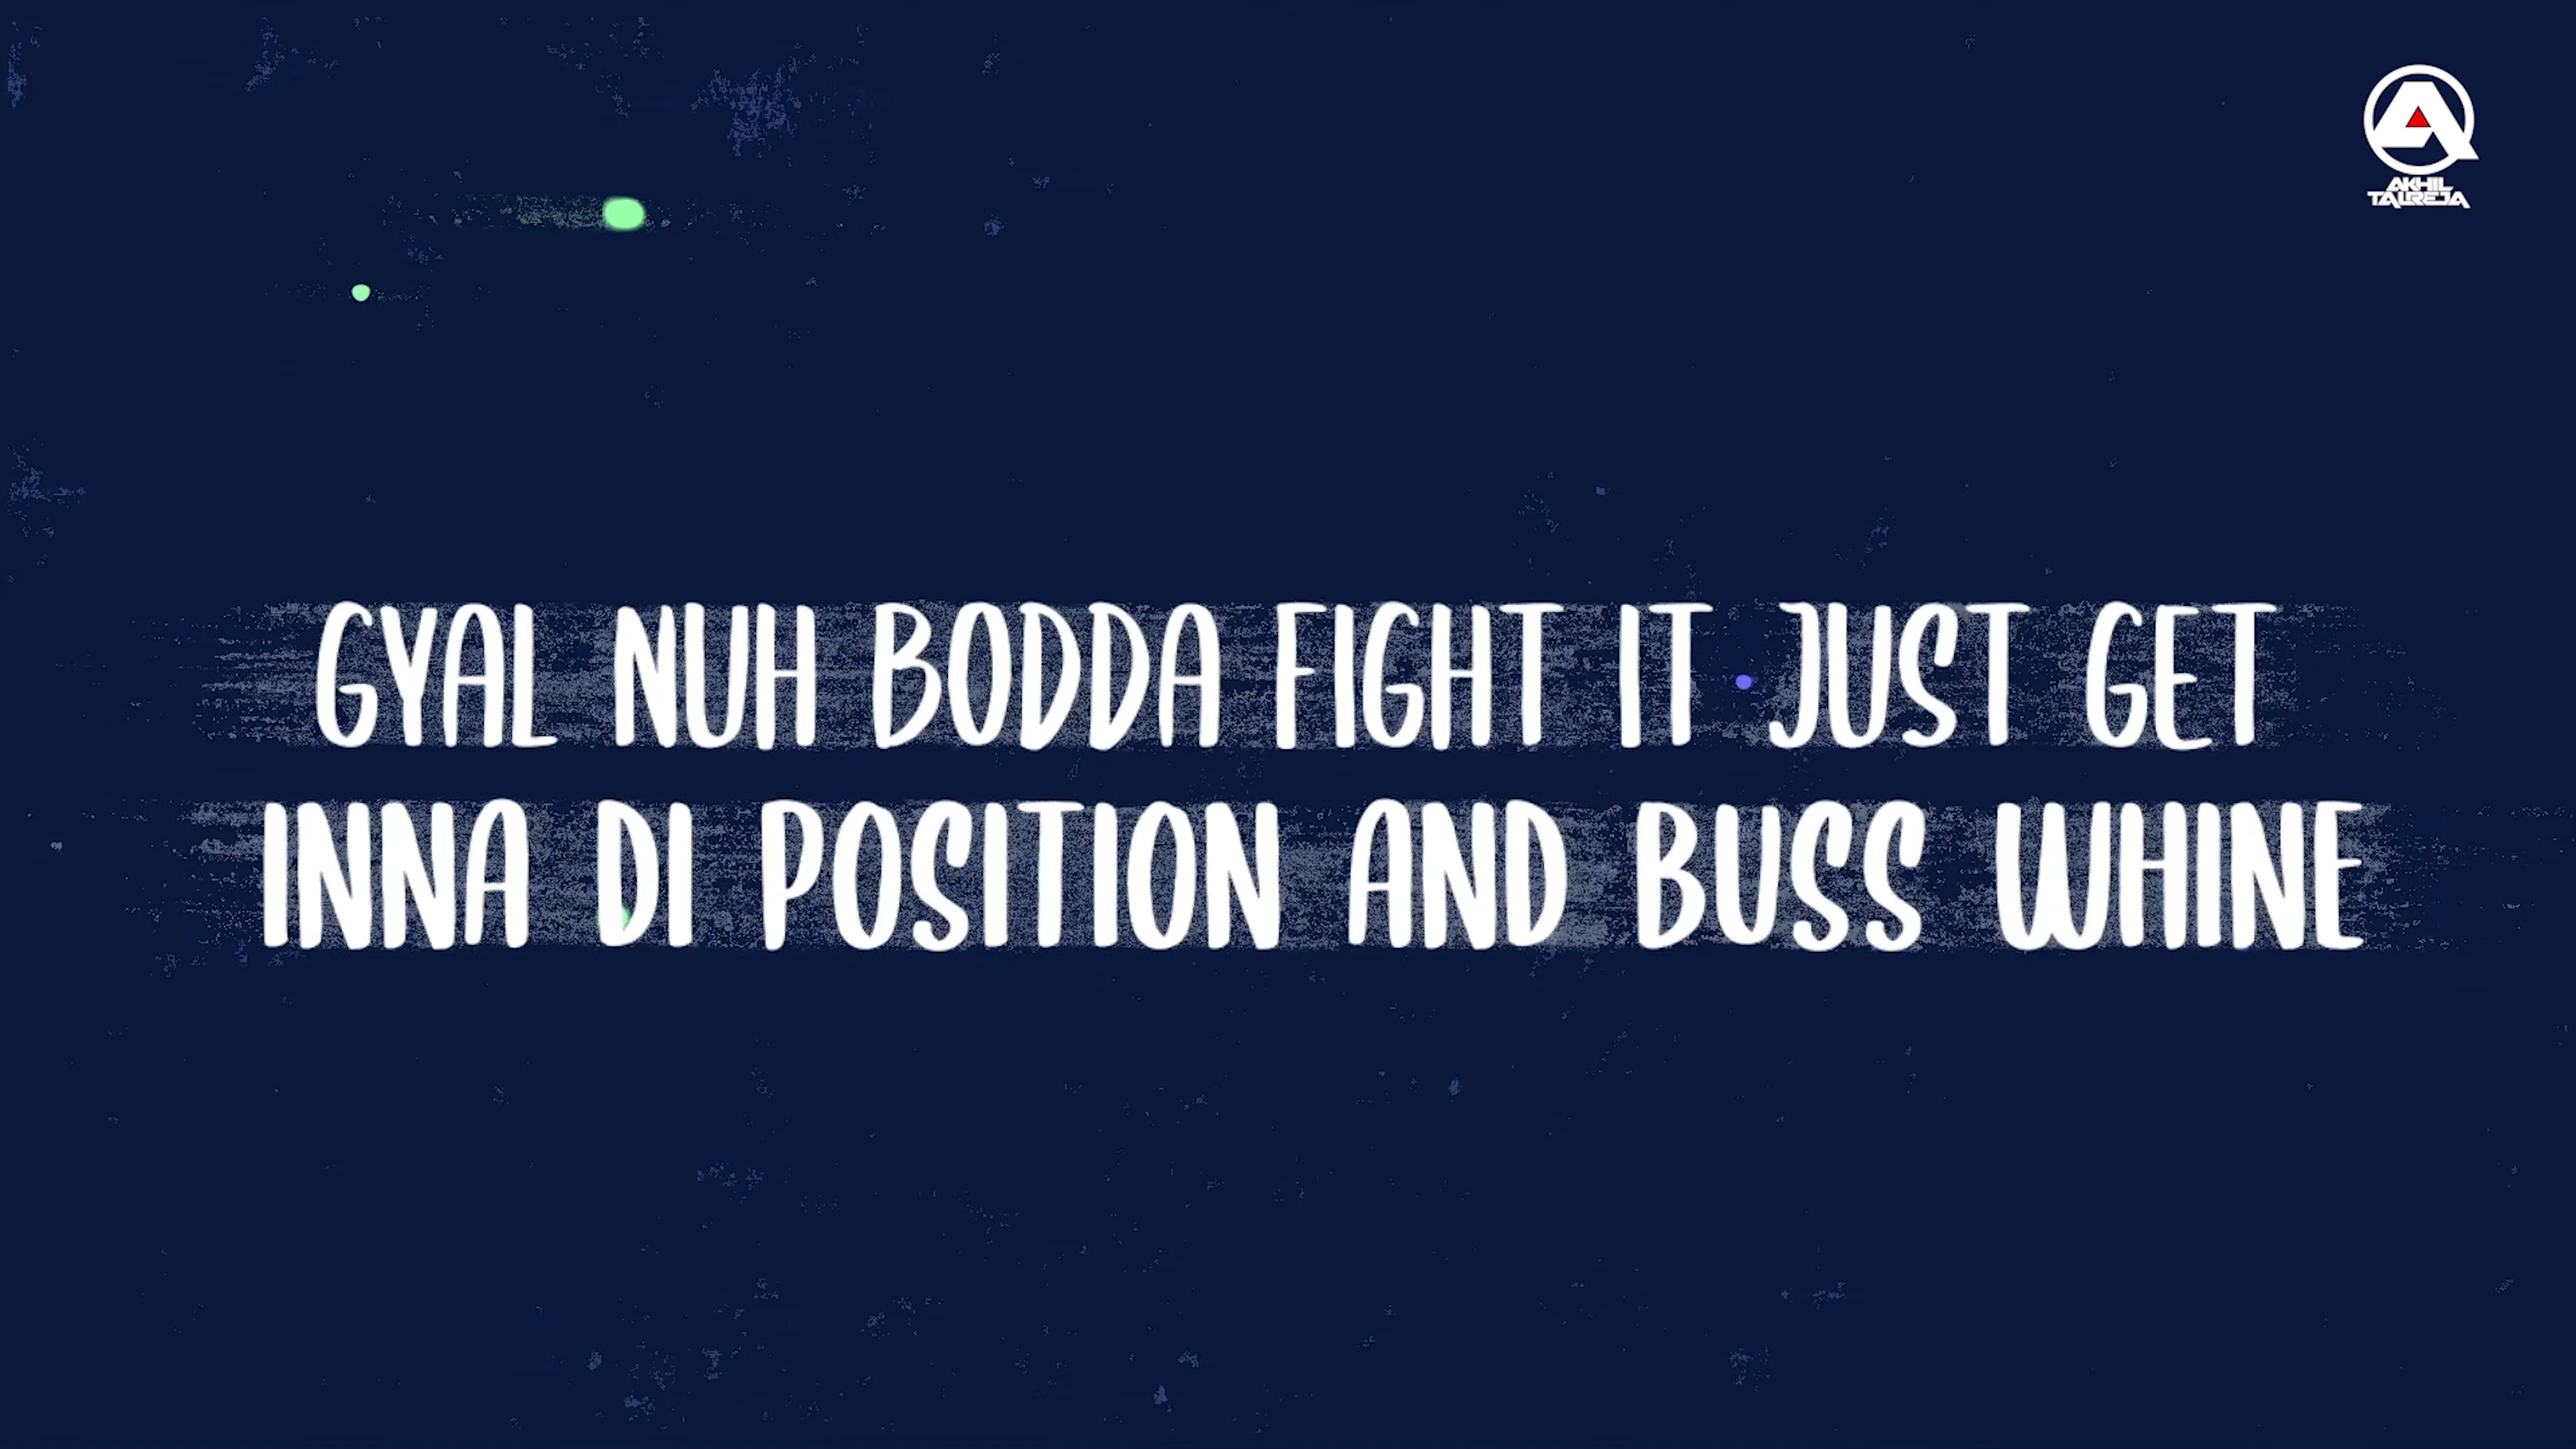 AKHIL
TALREJA
GYAL NUH BODDA FIGHT IT JUST GET
INNA DI POSITION AND BUSS WHINE